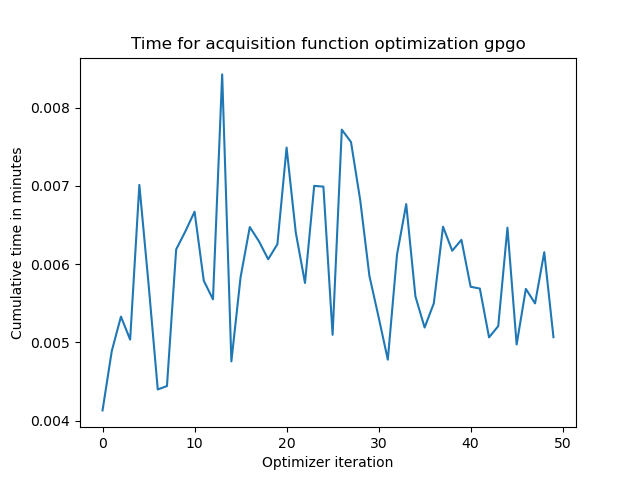 Time for acquisition function optimization gpgo
Cumulative time in minutes
0.008
0.007
0.006
0.005
0.004
0 10 20 30 40 50
Optimizer iteration